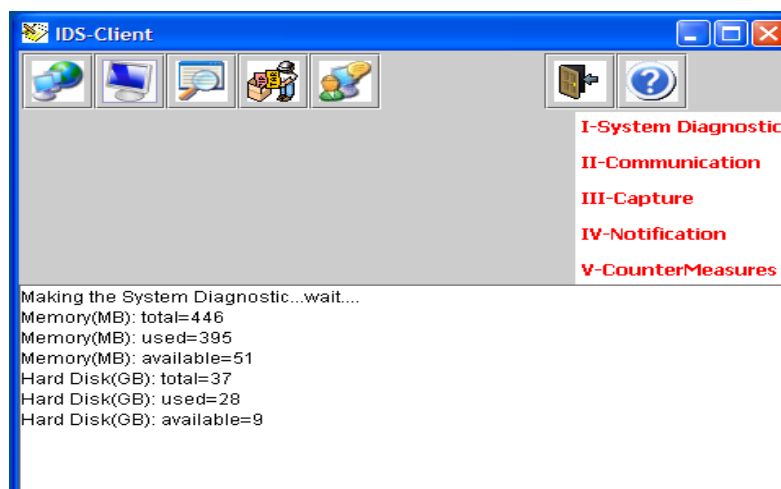 IDS-Client
I-System Diagnostic
II-Communication
III-Capture
IV-Notification
V-CounterMeasures
Making the System Diagnostic...wait....
Memory(MB): total=446
Memory(MB): used=395
Memory(MB): available=51
Hard Disk(GB): total=37
Hard Disk(GB): used=28
Hard Disk(GB): available=9